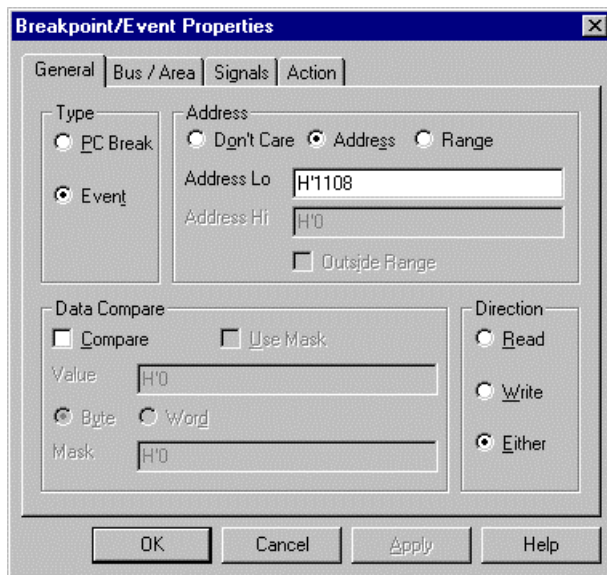 Breakpoint/Event Properties
General Bus / Area Signals Action
Type
PC Break
Event
Address
Don't Care Address Range
Address Lo H'1108
Address Hi H'0
Outside Range
Data Compare
Compare Use Mask
Value H'0
Byte Word
Mask H'0
Direction
Read
Write
Either
OK Cancel Apply Help